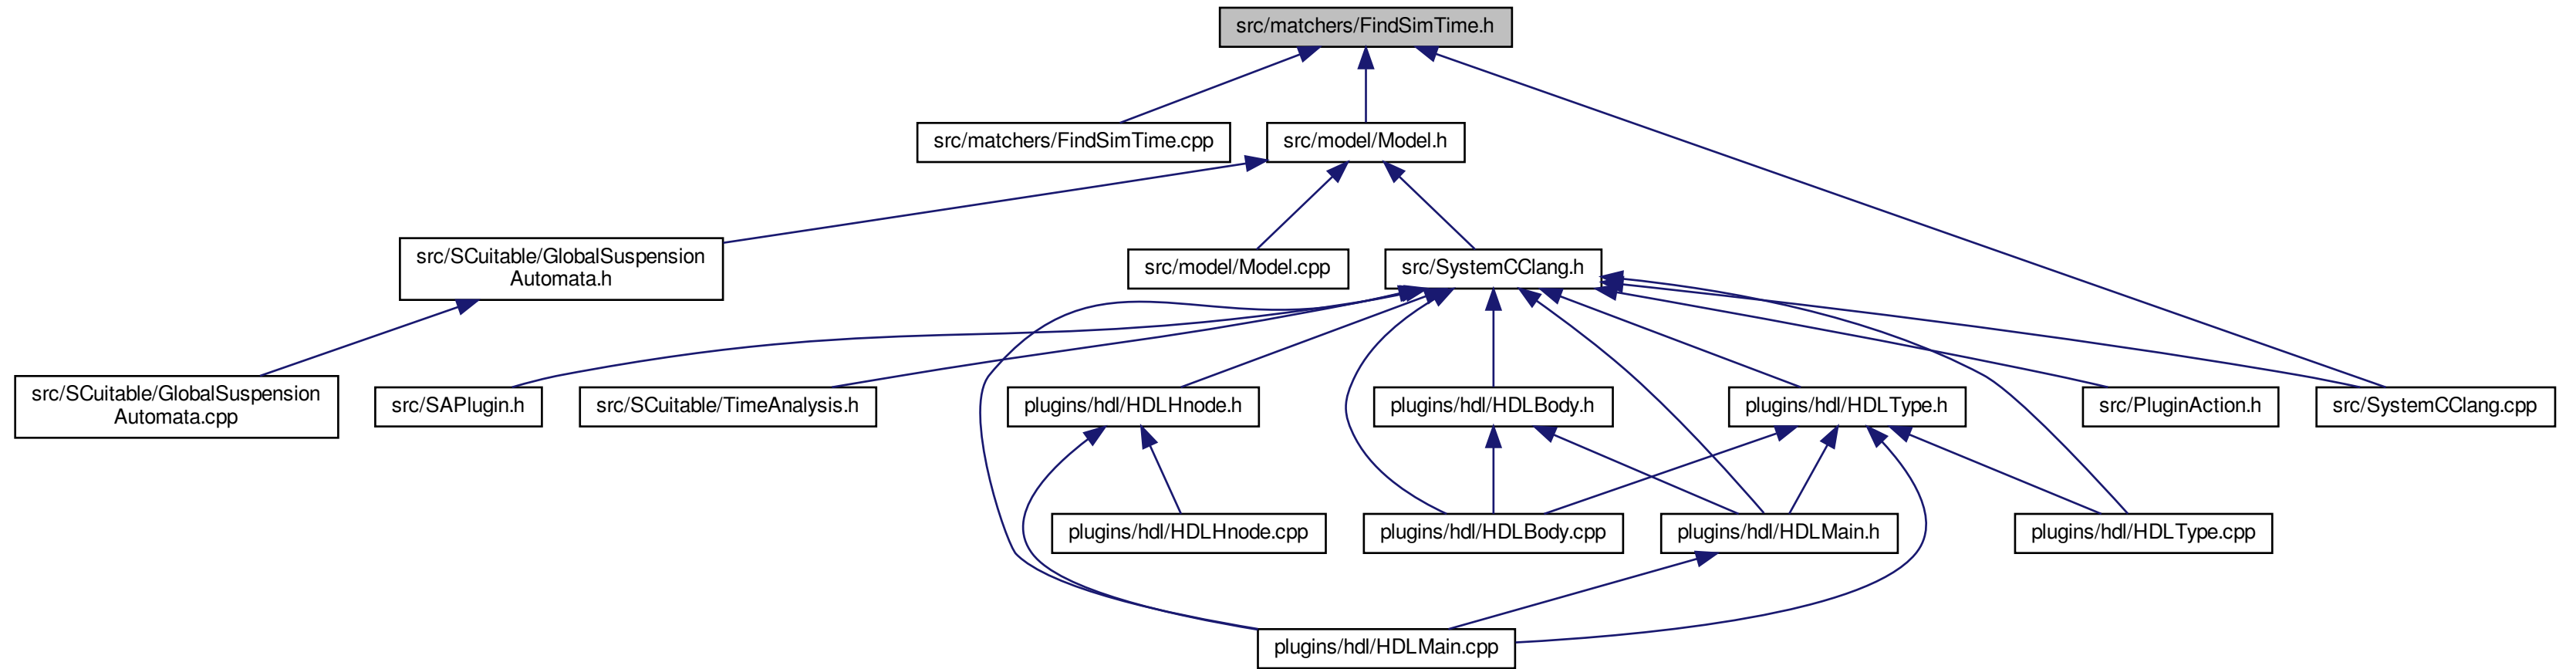 src/matchers/FindSimTime.h
src/matchers/FindSimTime.cpp
src/model/Model.h
src/SCuitable/GlobalSuspension
Automata.h
src/model/Model.cpp
src/SystemCClang.h
src/SCuitable/GlobalSuspension
Automata.cpp
src/SAPlugin.h
src/SCuitable/TimeAnalysis.h
plugins/hdl/HDLHnode.h
plugins/hdl/HDLBody.h
plugins/hdl/HDLType.h
src/PluginAction.h
src/SystemCClang.cpp
plugins/hdl/HDLHnode.cpp
plugins/hdl/HDLBody.cpp
plugins/hdl/HDLMain.h
plugins/hdl/HDLType.cpp
plugins/hdl/HDLMain.cpp